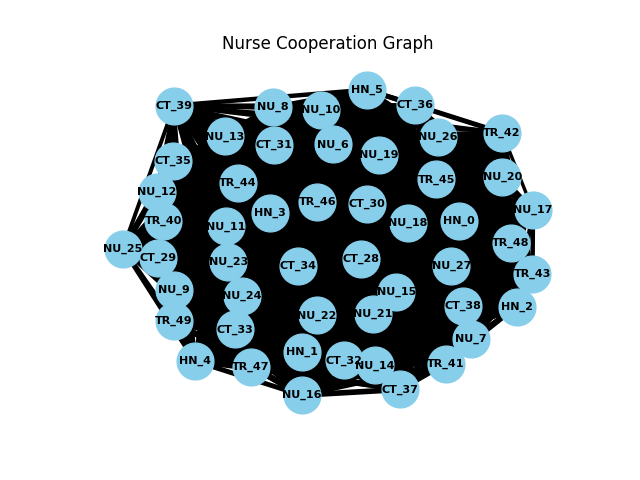 Nurse Cooperation Graph
HN_5
CT_39
NU_8
NU_10
CT_36
TR_42
NU_13
CT_31
NU_6
NU_26
NU_19
CT_35
TR_44
TR_45
NU_20
NU_12
TR_46
CT_30
NU_17
HN_3
TR_40
NU_11
NU_18
HN_0
TR_48
NU_25
CT_29
NU_23
CT_34
CT_28
NU_27
TR_43
NU_9
NU_24
NU_15
CT_38
HN_2
TR_49
CT_33
NU_22
NU_21
NU_7
HN_4
TR_47
HN_1
CT_32
NU_14
TR_41
NU_16
CT_37